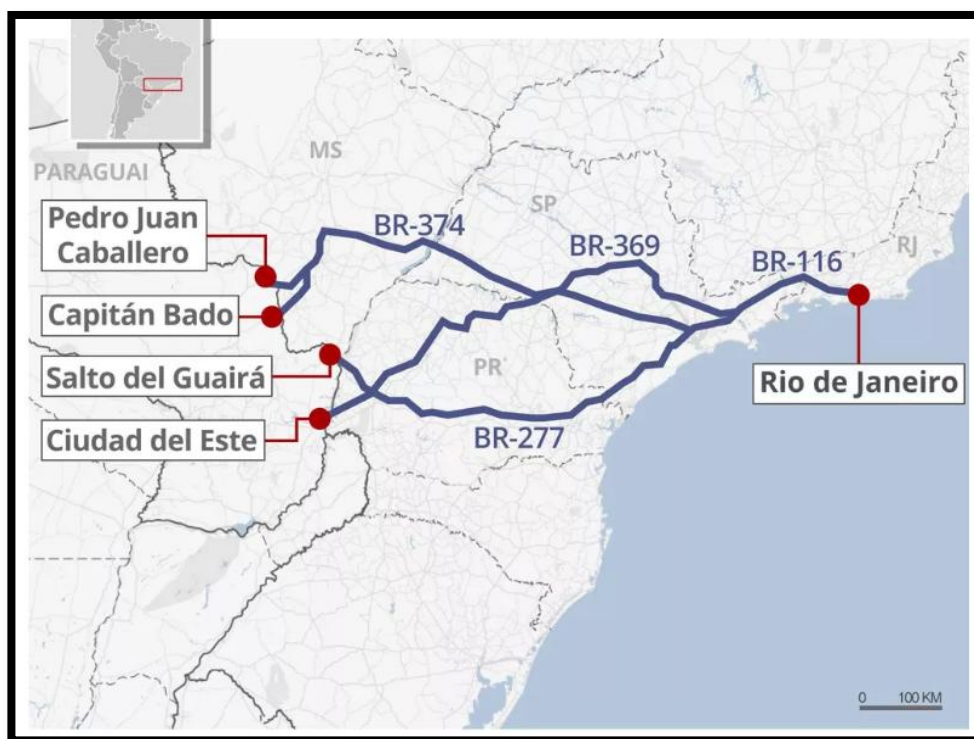 MS
PARAGUAI
Pedro Juan
Caballero
BR-374
SP
BR-369
RJ
BR-116
Capitán Bado
Salto del Guairá
PR
Rio de Janeiro
Ciudad del Este
BR-277
0 100 KM